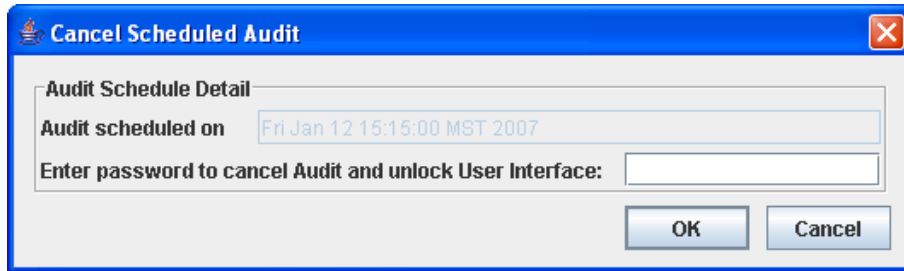 Cancel Scheduled Audit
Audit Schedule Detail
Audit scheduled on Fri Jan 12 15:15:00 MST 2007
Enter password to cancel Audit and unlock User Interface:
OK Cancel